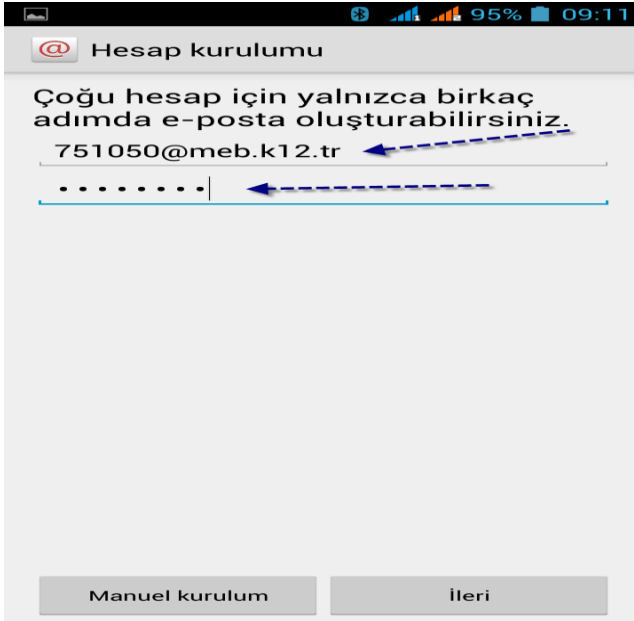 95% 09:11
@ Hesap kurulumu
Çoğu hesap için yalnızca birkaç
adımda e-posta oluşturabilirsiniz.
751050@meb.k12.tr
••••••••
Manuel kurulum İleri